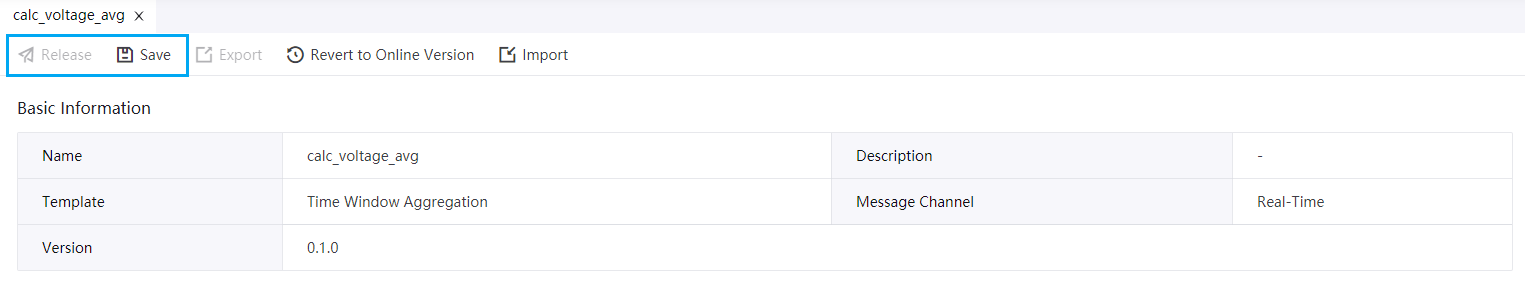 calc_voltage_avg
Release Save Export Revert to Online Version Import
Basic Information
Name calc_voltage_avg Description -
Template Time Window Aggregation Message Channel Real-Time
Version 0.1.0